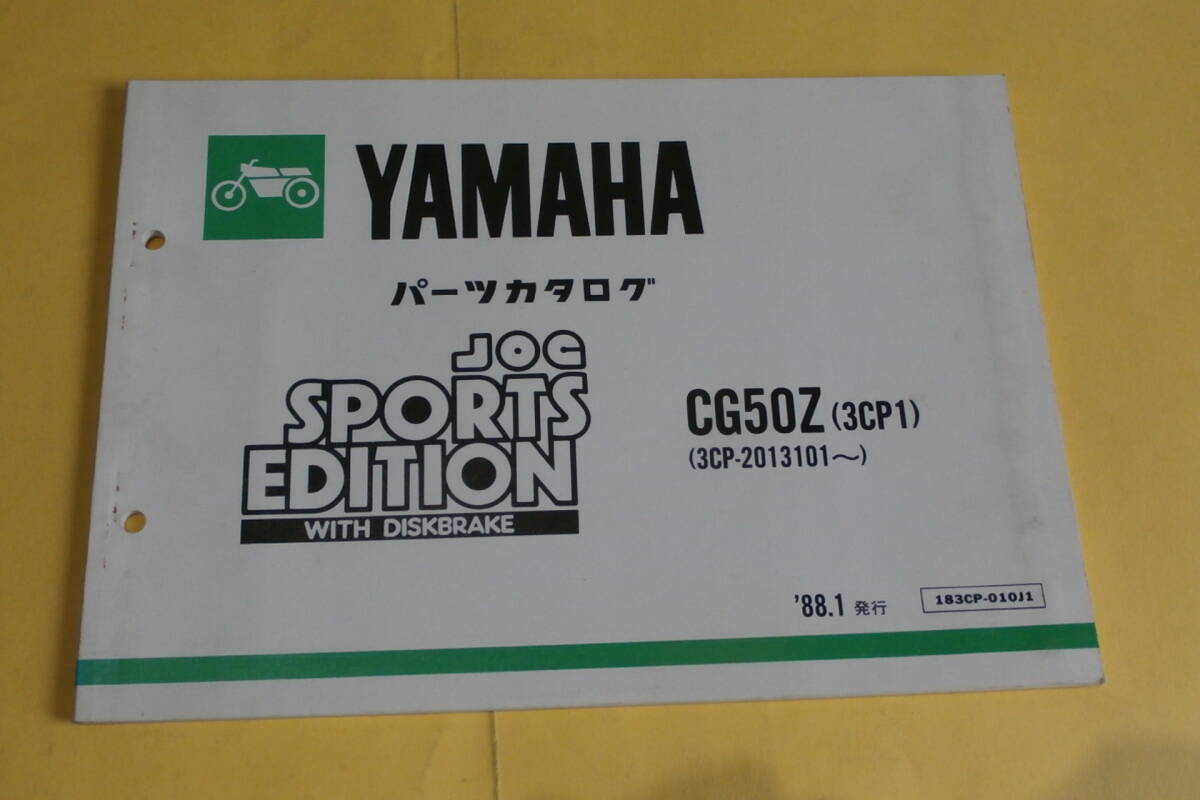 YAMAHA
パーツカタログ
JOG
SPORTS
EDITION
WITH DISKBRAKE
CG50Z (3CP1)
(3CP-2013101～)
'88.1 発行
183CP-010J1